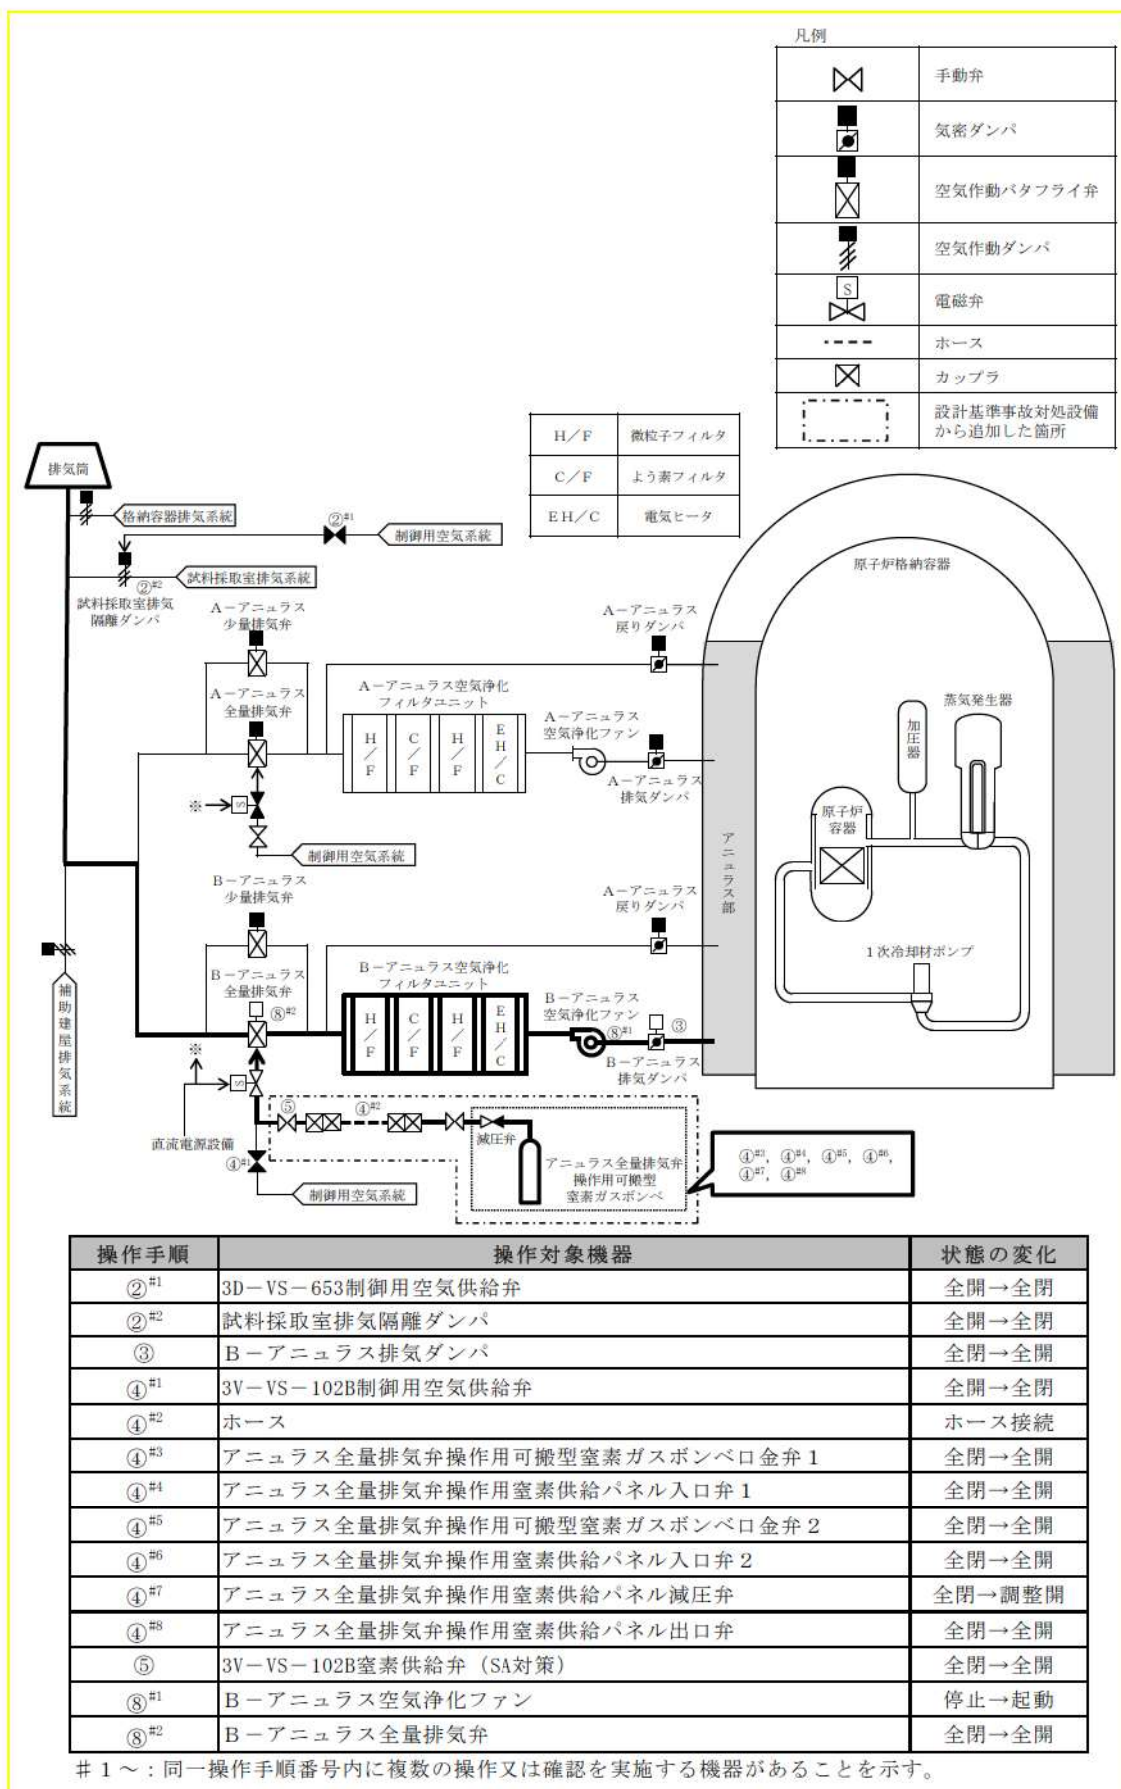 凡例
手動弁
気密ダンパ
空気作動バタフライ弁
空気作動ダンパ
S
電磁弁
ホース
カップラ
設計基準事故対処設備
から追加した箇所
H/F 微粒子フィルタ
C/F よう素フィルタ
EH/C 電気ヒータ
排気筒
格納容器排気系統
②#1
制御用空気系統
②#2
試料採取室排気系統
試料採取室排気
隔離ダンパ
A-アニュラス
少量排気弁
A-アニュラス
全量排気弁
A-アニュラス空気浄化
フィルタユニット
H/F
C/F
H/F
EH/C
A-アニュラス
戻りダンパ
A-アニュラス
空気浄化ファン
A-アニュラス
排気ダンパ
※
S
制御用空気系統
原子炉格納容器
蒸気発生器
加圧器
原子炉
容器
アニュラス部
1次冷却材ポンプ
B-アニュラス
少量排気弁
B-アニュラス
全量排気弁
⑧#2
B-アニュラス空気浄化
フィルタユニット
H/F
C/F
H/F
EH/C
A-アニュラス
戻りダンパ
B-アニュラス
空気浄化ファン
⑧#1
③
B-アニュラス
排気ダンパ
補助建屋排気系統
※
S
直流電源設備
⑤
④#2
減圧弁
④#1
制御用空気系統
アニュラス全量排気弁
操作用可搬型
窒素ガスボンベ
④#3, ④#4, ④#5, ④#6,
④#7, ④#8
操作手順 操作対象機器 状態の変化
②#1 3D-VS-653制御用空気供給弁 全開→全閉
②#2 試料採取室排気隔離ダンパ 全開→全閉
③ B-アニュラス排気ダンパ 全閉→全開
④#1 3V-VS-102B制御用空気供給弁 全開→全閉
④#2 ホース ホース接続
④#3 アニュラス全量排気弁操作用可搬型窒素ガスボンベ口金弁1 全閉→全開
④#4 アニュラス全量排気弁操作用窒素供給パネル入口弁1 全閉→全開
④#5 アニュラス全量排気弁操作用可搬型窒素ガスボンベ口金弁2 全閉→全開
④#6 アニュラス全量排気弁操作用窒素供給パネル入口弁2 全閉→全開
④#7 アニュラス全量排気弁操作用窒素供給パネル減圧弁 全閉→調整開
④#8 アニュラス全量排気弁操作用窒素供給パネル出口弁 全閉→全開
⑤ 3V-VS-102B窒素供給弁(SA対策) 全閉→全開
⑧#1 B-アニュラス空気浄化ファン 停止→起動
⑧#2 B-アニュラス全量排気弁 全閉→全開
#1~:同一操作手順番号内に複数の操作又は確認を実施する機器があることを示す。